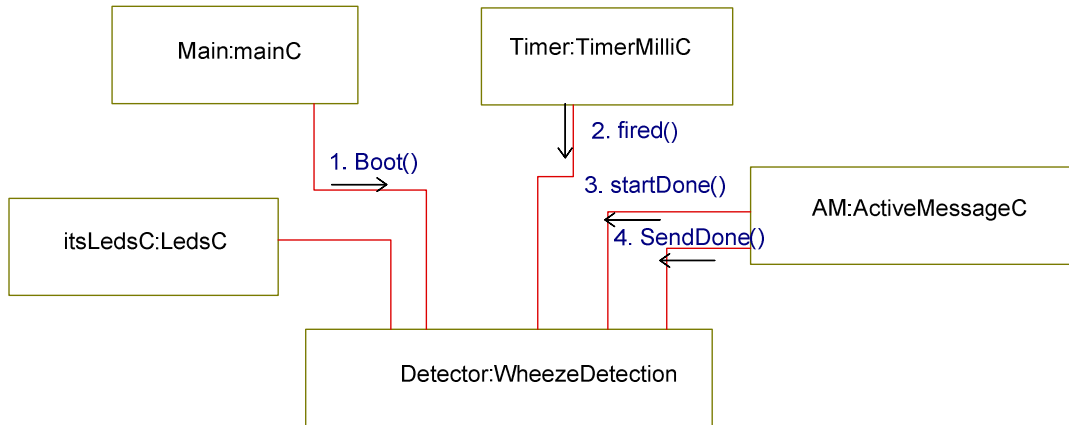 Main:mainC
Timer:TimerMilliC
2. fired()
1. Boot()
3. startDone()
AM:ActiveMessageC
itsLedsC:LedsC
4. SendDone()
Detector:WheezeDetection